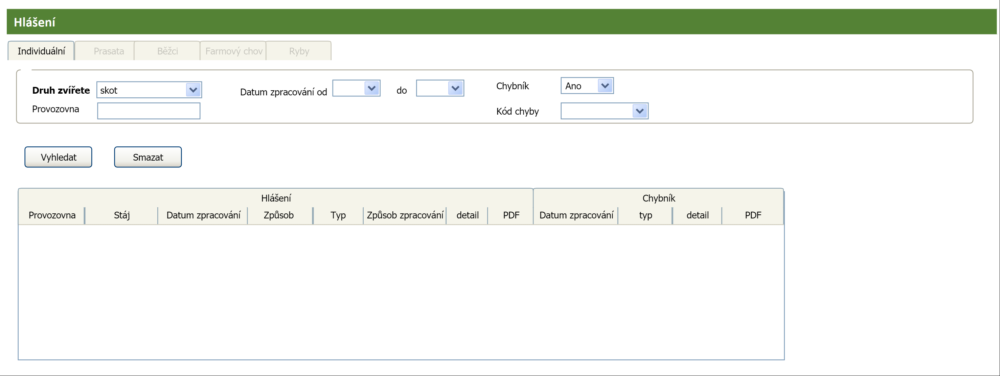 Hlášení
Individuální Prasata Běžci Farmový chov Ryby
Druh zvířete skot Datum zpracování od do Chybník Ano
Provozovna Kód chyby
Vyhledat Smazat
Hlášení Chybník
Provozovna Stáj Datum zpracování Způsob Typ Způsob zpracování detail PDF Datum zpracování typ detail PDF